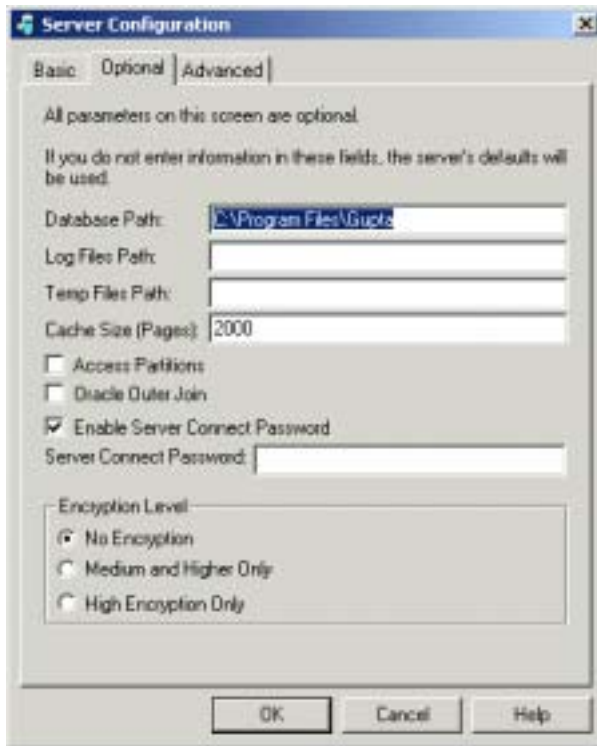 Server Configuration
Basic Optional Advanced
All parameters on this screen are optional.
If you do not enter information in these fields, the server's defaults will
be used.
Database Path: C:\Program Files\Gupta
Log Files Path:
Temp Files Path:
Cache Size (Pages): 2000
Access Partitions
Oracle Outer Join
Enable Server Connect Password
Server Connect Password:
Encryption Level
No Encryption
Medium and Higher Only
High Encryption Only
OK Cancel Help